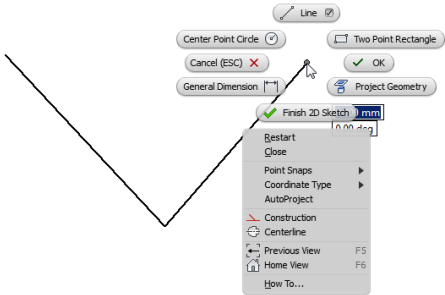 Line
Center Point Circle
Two Point Rectangle
Cancel (ESC)
OK
General Dimension
Project Geometry
Finish 2D Sketch
mm
0.00 deg
Restart
Close
Point Snaps
Coordinate Type
AutoProject
Construction
Centerline
Previous View F5
Home View F6
How To...